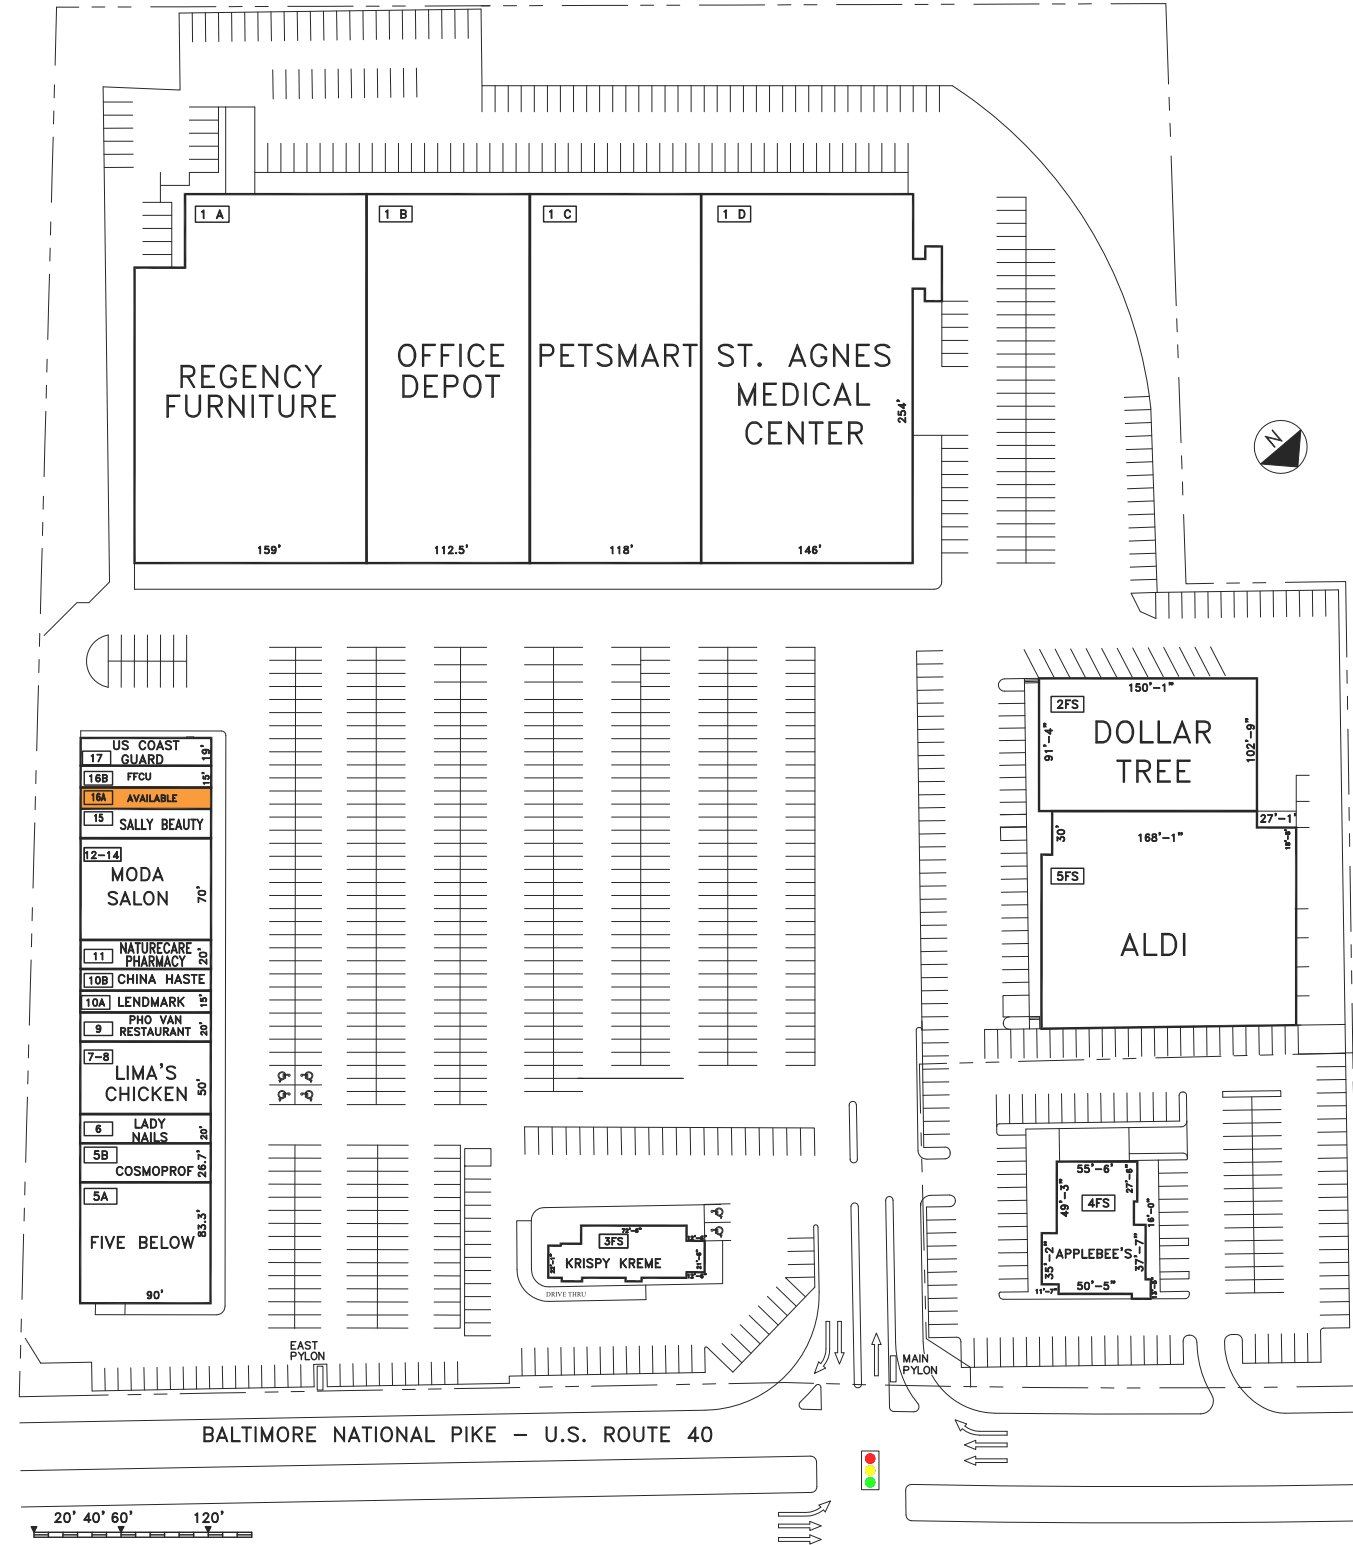 1 A
1 B
1 C
1 D
REGENCY
FURNITURE
OFFICE
DEPOT
PETSMART
ST. AGNES
MEDICAL
CENTER
254'
159'
112.5'
118'
146'
N
2FS
150'-1"
91'-4"
DOLLAR
TREE
102'-9"
27'-1'
30'
168'-1"
5FS
ALDI
17
US COAST
GUARD
19'
16B
FFCU
15'
16A
AVAILABLE
15
SALLY BEAUTY
12-14
MODA
SALON
70'
11
NATURECARE
PHARMACY
20'
10B
CHINA HASTE
10A
LENDMARK
15'
9
PHO VAN
RESTAURANT
20'
7-8
LIMA'S
CHICKEN
50'
6
LADY
NAILS
20'
5B
COSMOPROF
26.7'
5A
FIVE BELOW
83.3'
90'
3FS
KRISPY KREME
DRIVE THRU
55'-6'
27'-6"
49'-3"
4FS
16'-0"
APPLEBEE'S
35'-2"
37'-7"
50'-5"
11'-7"
EAST
PYLON
MAIN
PYLON
BALTIMORE NATIONAL PIKE - U.S. ROUTE 40
20' 40' 60' 120'